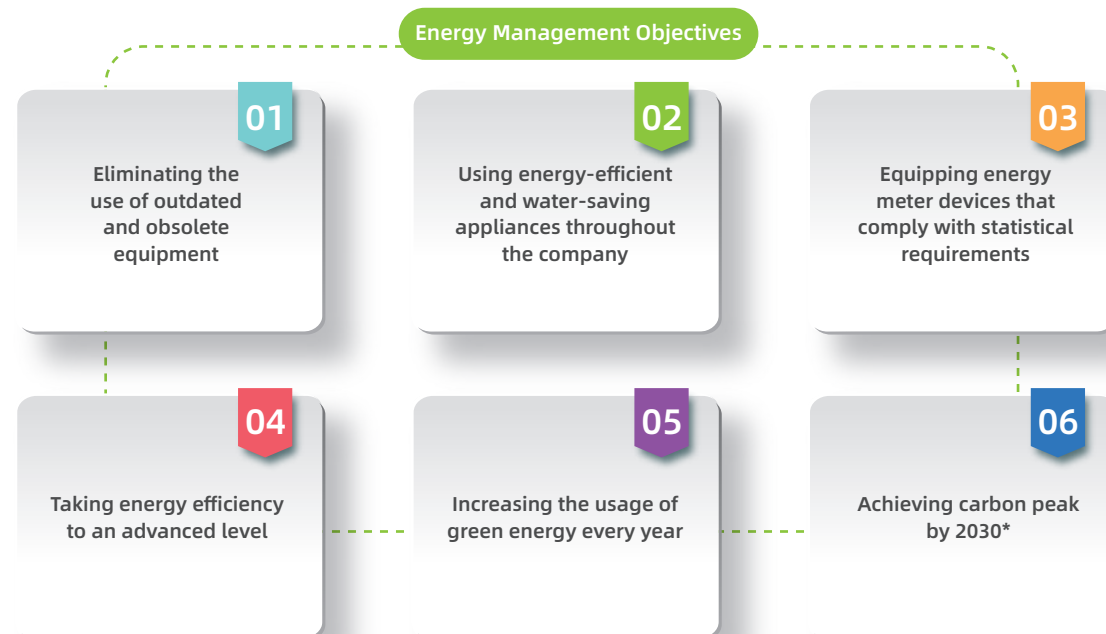 Energy Management Objectives
01
Eliminating the
use of outdated
and obsolete
equipment
02
Using energy-efficient
and water-saving
appliances throughout
the company
03
Equipping energy
meter devices that
comply with statistical
requirements
04
Taking energy efficiency
to an advanced level
05
Increasing the usage of
green energy every year
06
Achieving carbon peak
by 2030*